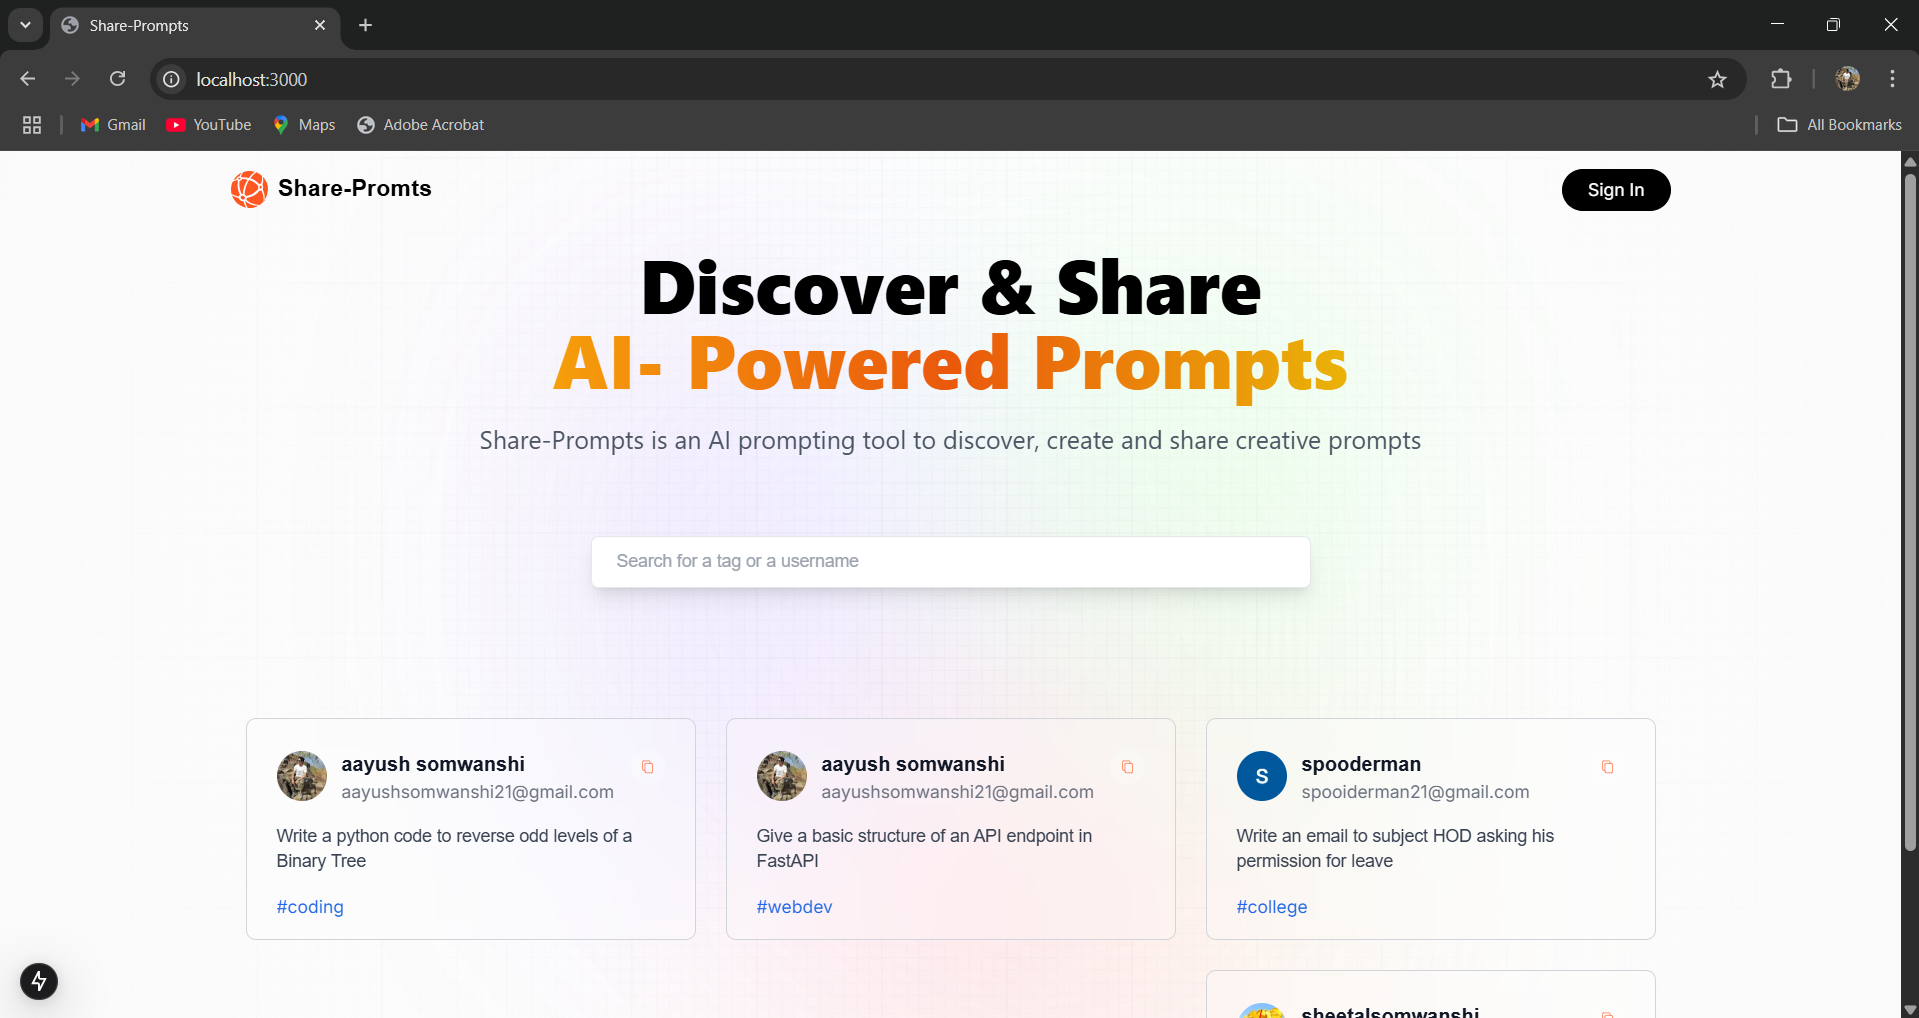 Share-Prompts
localhost:3000
Gmail
YouTube
Maps
Adobe Acrobat
All Bookmarks
Share-Promts
Sign In
Discover & Share
AI- Powered Prompts
Share-Prompts is an AI prompting tool to discover, create and share creative prompts
Search for a tag or a username
aayush somwanshi
aayushsomwanshi21@gmail.com
Write a python code to reverse odd levels of a
Binary Tree
#coding
aayush somwanshi
aayushsomwanshi21@gmail.com
Give a basic structure of an API endpoint in
FastAPI
#webdev
S
spooderman
spooiderman21@gmail.com
Write an email to subject HOD asking his
permission for leave
#college
sheetalsomwanshi